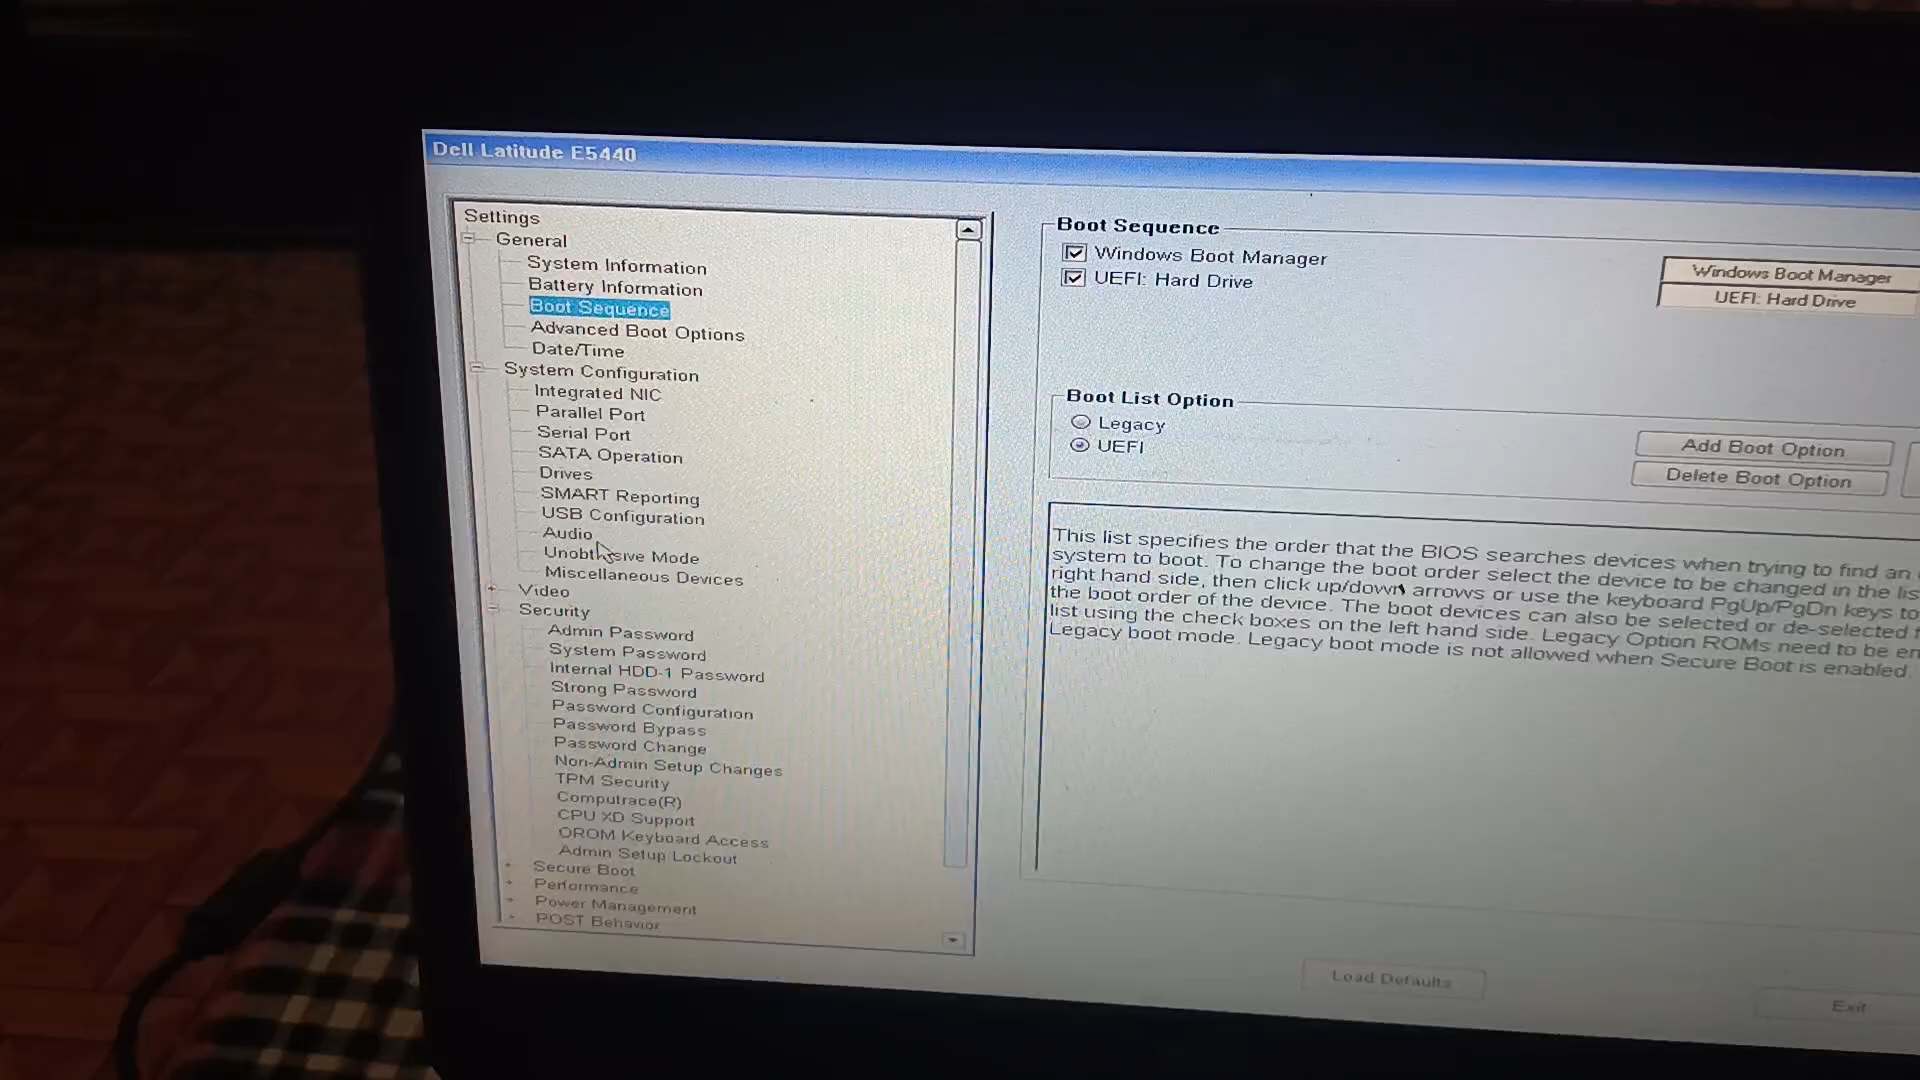 Dell Latitude E5440
Settings
General
System Information
Battery Information
Boot Sequence
Advanced Boot Options
Date/Time
System Configuration
Integrated NIC
Parallel Port
Serial Port
SATA Operation
Drives
SMART Reporting
USB Configuration
Audio
Unobtrusive Mode
Miscellaneous Devices
Video
Security
Admin Password
System Password
Internal HDD-1 Password
Strong Password
Password Configuration
Password Bypass
Password Change
Non-Admin Setup Changes
TPM Security
Computrace(R)
CPU XD Support
OROM Keyboard Access
Admin Setup Lockout
Secure Boot
Performance
Power Management
POST Behavior
Boot Sequence
Windows Boot Manager
UEFI: Hard Drive
Windows Boot Manager
UEFI: Hard Drive
Boot List Option
Legacy
UEFI
Add Boot Option
Delete Boot Option
This list specifies the order that the BIOS searches devices when trying to find an
system to boot. To change the boot order select the device to be changed in the list
right hand side, then click up/down arrows or use the keyboard PgUp/PgDn keys to
the boot order of the device. The boot devices can also be selected or de-selected
list using the check boxes on the left hand side. Legacy Option ROMs need to be
Legacy boot mode. Legacy boot mode is not allowed when Secure Boot is enabled
Load Defaults
Exit